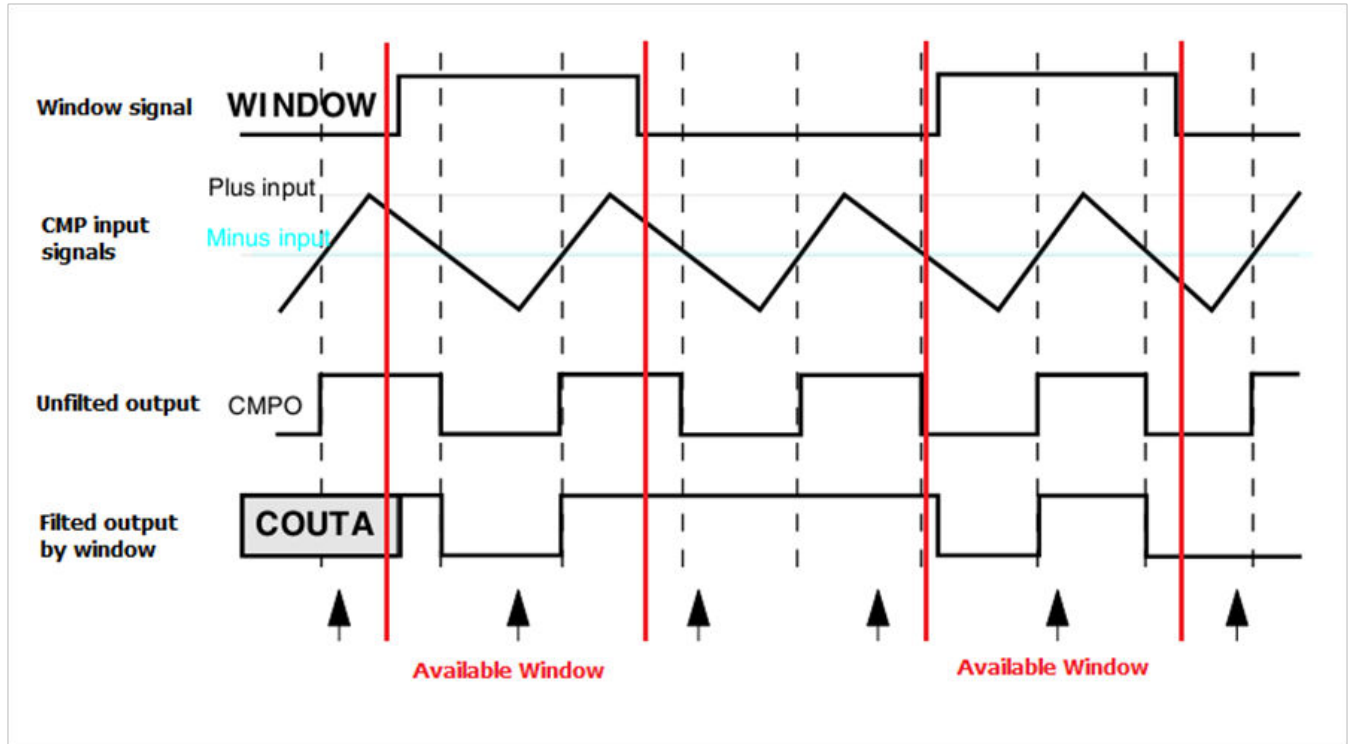 Window signal
WINDOW
Plus input
CMP input
signals
Minus input
Unfilted output
CMPO
Filted output
by window
COUTA
Available Window
Available Window